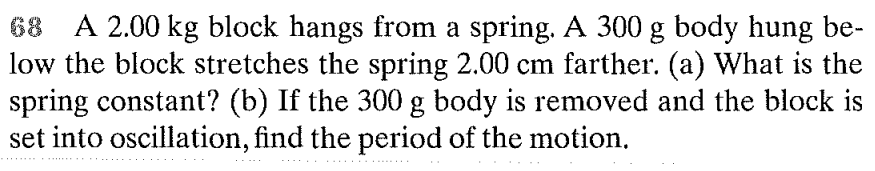 68 A 2.00 kg block hangs from a spring. A 300 g body hung be-
low the block stretches the spring 2.00 cm farther. (a) What is the
spring constant? (b) If the 300 g body is removed and the block is
set into oscillation, find the period of the motion.